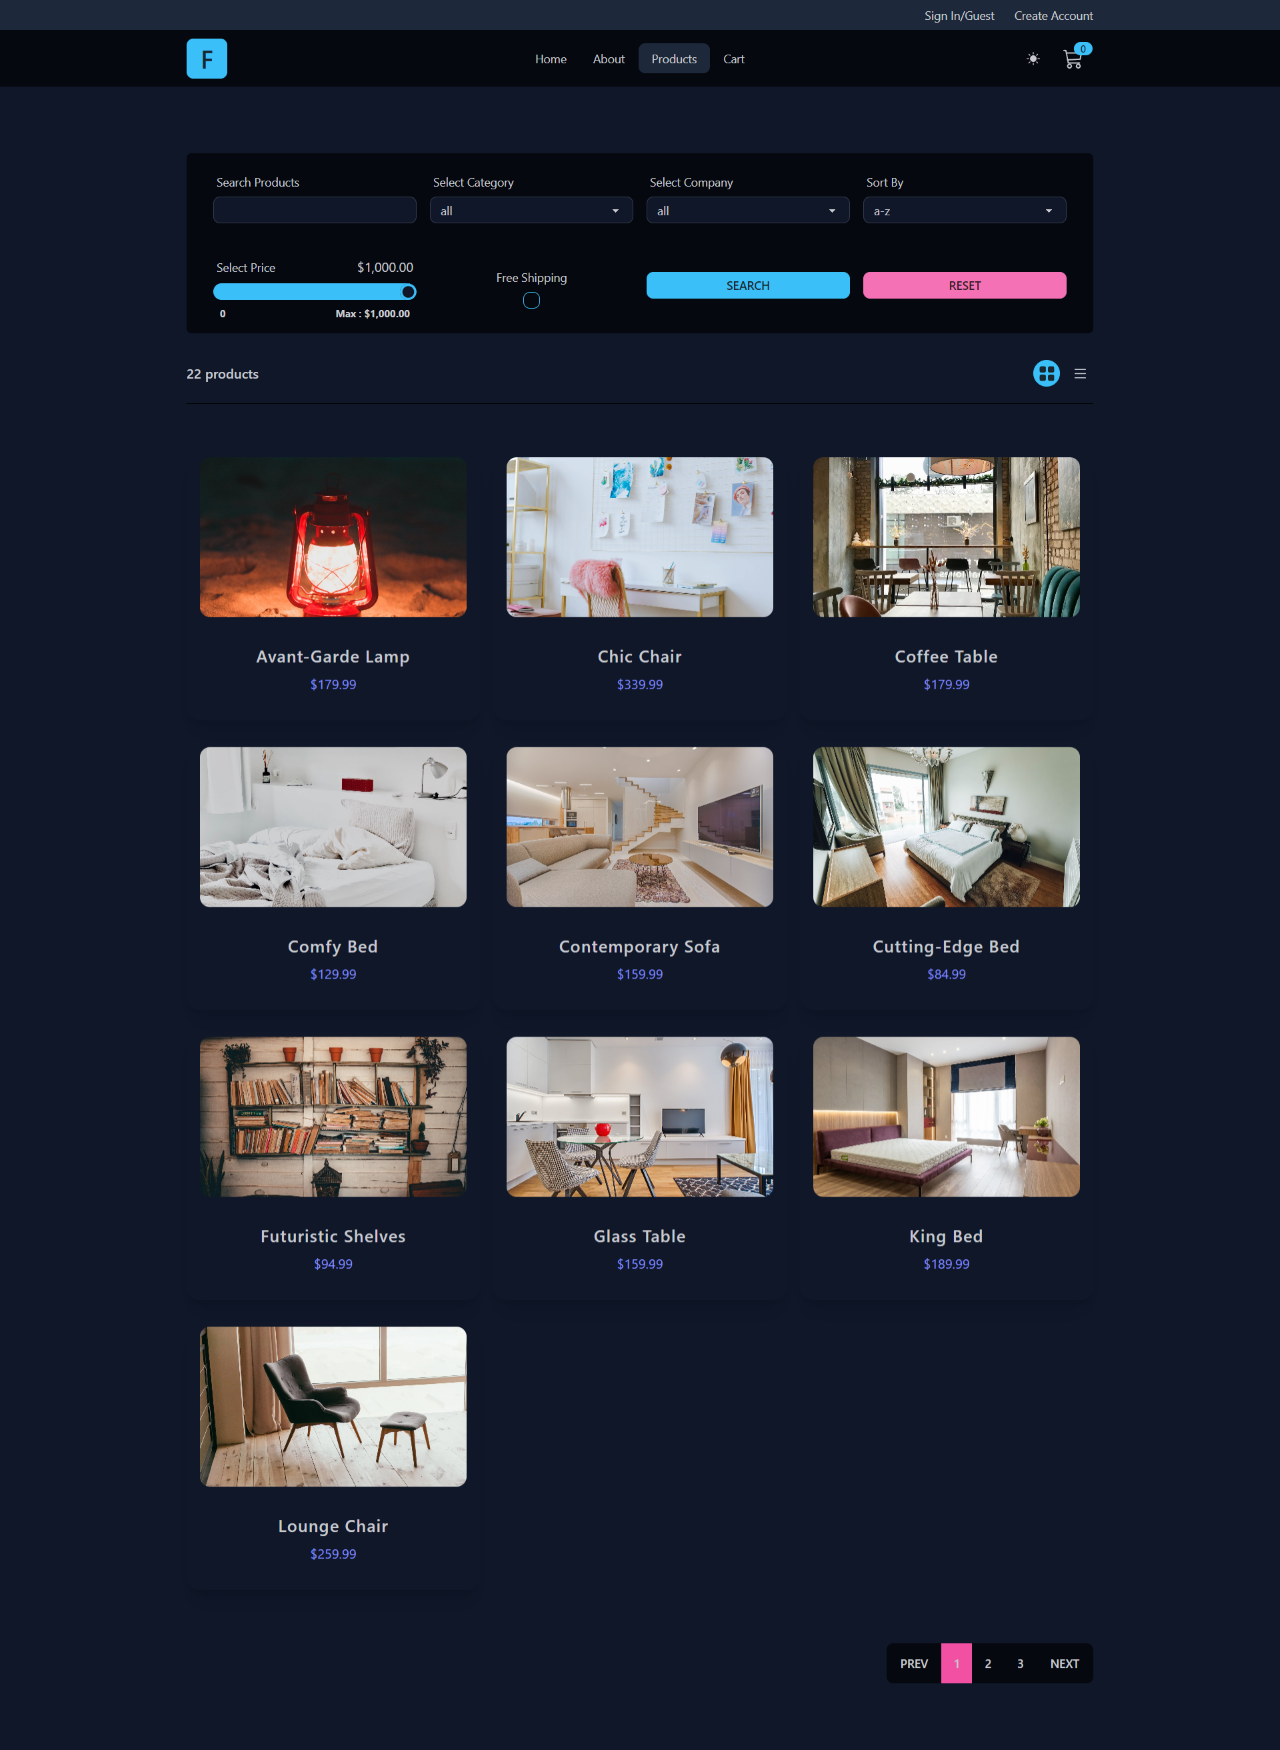 Sign In/Guest Create Account
F Home About Products Cart 0
Search Products Select Category Select Company Sort By
all all a-z
Select Price $1,000.00 Free Shipping SEARCH RESET
0 Max : $1,000.00
22 products
Avant-Garde Lamp Chic Chair Coffee Table
$179.99 $339.99 $179.99
Comfy Bed Contemporary Sofa Cutting-Edge Bed
$129.99 $159.99 $84.99
Futuristic Shelves Glass Table King Bed
$94.99 $159.99 $189.99
Lounge Chair
$259.99
PREV 1 2 3 NEXT